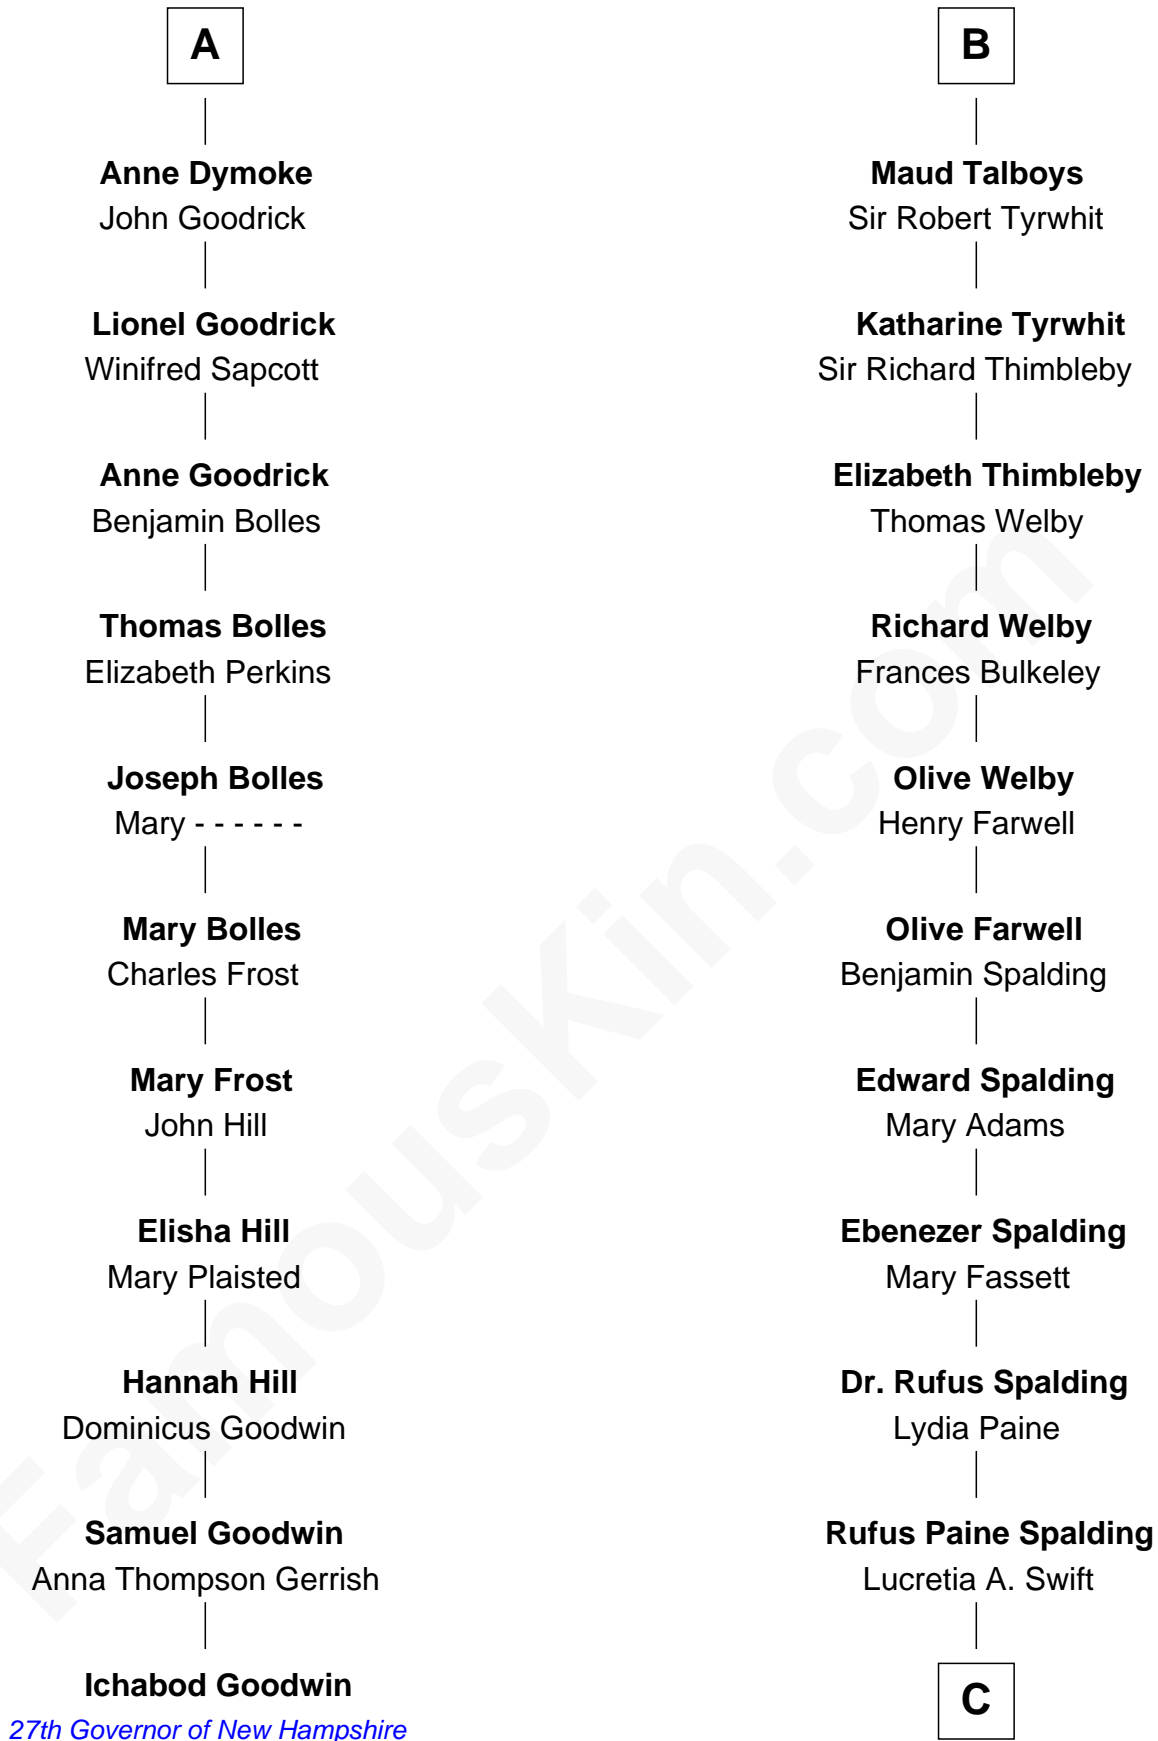 A
Anne Dymoke
John Goodrick
Lionel Goodrick
Winifred Sapcott
Anne Goodrick
Benjamin Bolles
Thomas Bolles
Elizabeth Perkins
Joseph Bolles
Mary - - - - - -
Mary Bolles
Charles Frost
Mary Frost
John Hill
Elisha Hill
Mary Plaisted
Hannah Hill
Dominicus Goodwin
Samuel Goodwin
Anna Thompson Gerrish
Ichabod Goodwin
27th Governor of New Hampshire
B
Maud Talboys
Sir Robert Tyrwhit
Katharine Tyrwhit
Sir Richard Thimbleby
Elizabeth Thimbleby
Thomas Welby
Richard Welby
Frances Bulkeley
Olive Welby
Henry Farwell
Olive Farwell
Benjamin Spalding
Edward Spalding
Mary Adams
Ebenezer Spalding
Mary Fassett
Dr. Rufus Spalding
Lydia Paine
Rufus Paine Spalding
Lucretia A. Swift
C
FamousKin.com